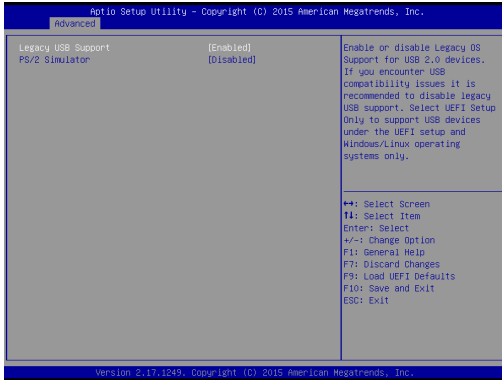 Aptio Setup Utility – Copyright (C) 2015 American Megatrends, Inc.
Advanced
Legacy USB Support [Enabled]
PS/2 Simulator [Disabled]
Enable or disable Legacy OS
Support for USB 2.0 devices.
If you encounter USB
compatibility issues it is
recommended to disable legacy
USB support. Select UEFI Setup
Only to support USB devices
under the UEFI setup and
Windows/Linux operating
systems only.
↔: Select Screen
↑↓: Select Item
Enter: Select
+/-: Change Option
F1: General Help
F7: Discard Changes
F9: Load UEFI Defaults
F10: Save and Exit
ESC: Exit
Version 2.17.1249. Copyright (C) 2015 American Megatrends, Inc.